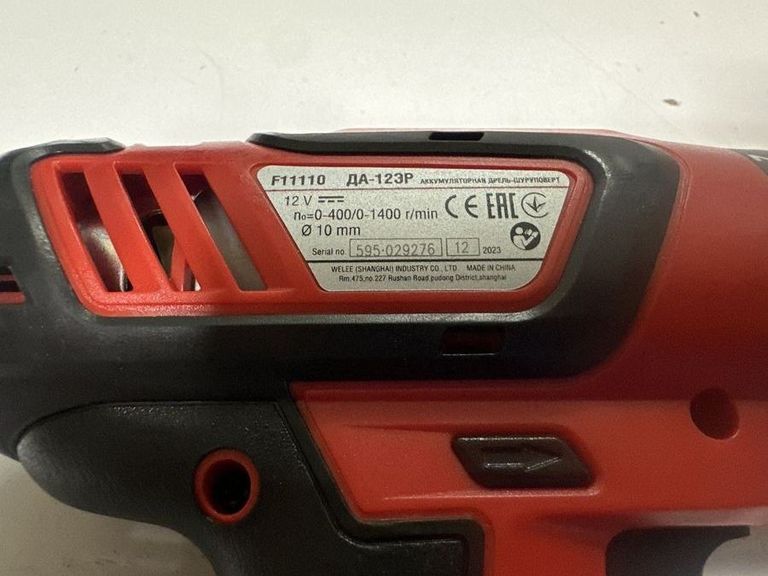 F11110 ДА-12ЭР АККУМУЛЯТОРНАЯ ДРЕЛЬ-ШУРУПОВЕРТ
12 V
n₀=0-400/0-1400 r/min CE EAC
Ø 10 mm
Serial no. 595-029276 12 2023
WELEE (SHANGHAI) INDUSTRY CO., LTD. MADE IN CHINA
Rm.475,no.227 Rushan Road,pudong District,shanghai